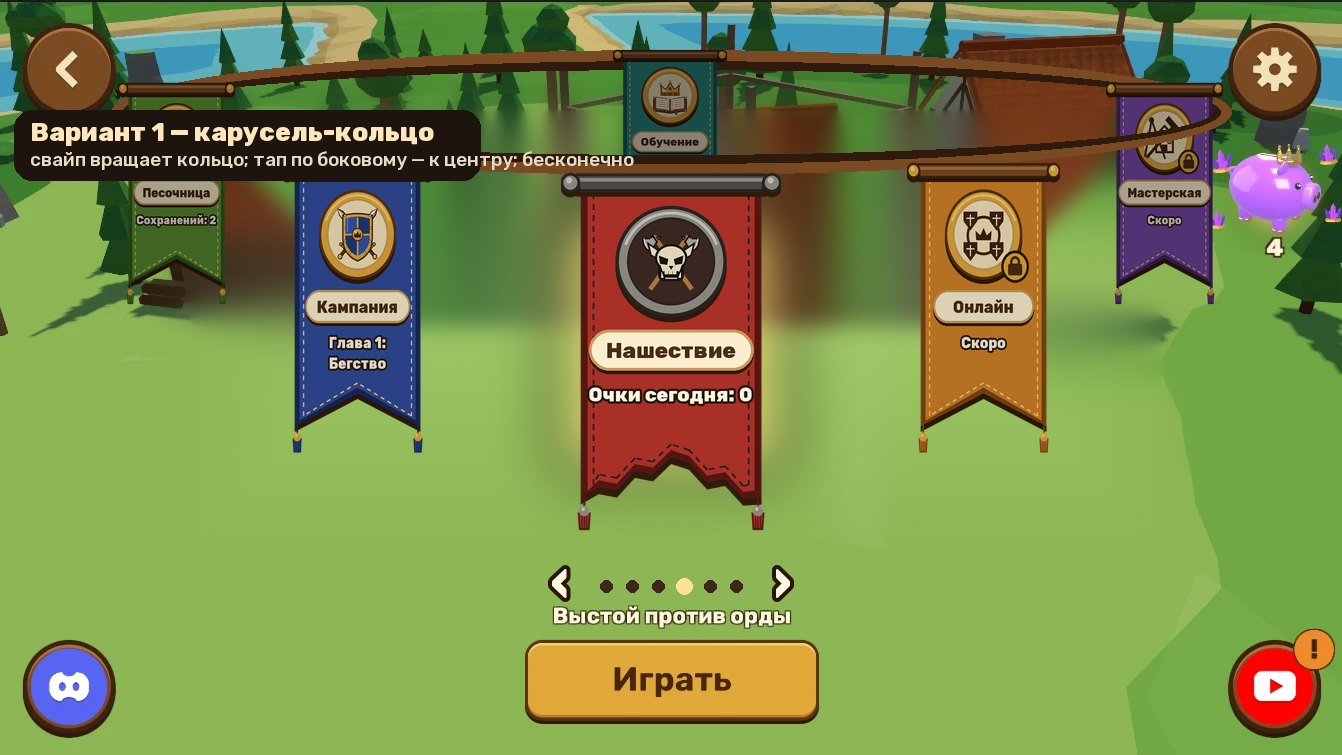 Вариант 1 — карусель-кольцо
свайп вращает кольцо; тап по боковому — к центру; бесконечно
Обучение
Песочница
Сохранений: 2
Мастерская
Скоро
4
Кампания
Глава 1:
Бегство
Онлайн
Скоро
Нашествие
Очки сегодня: 0
Выстой против орды
Играть
!